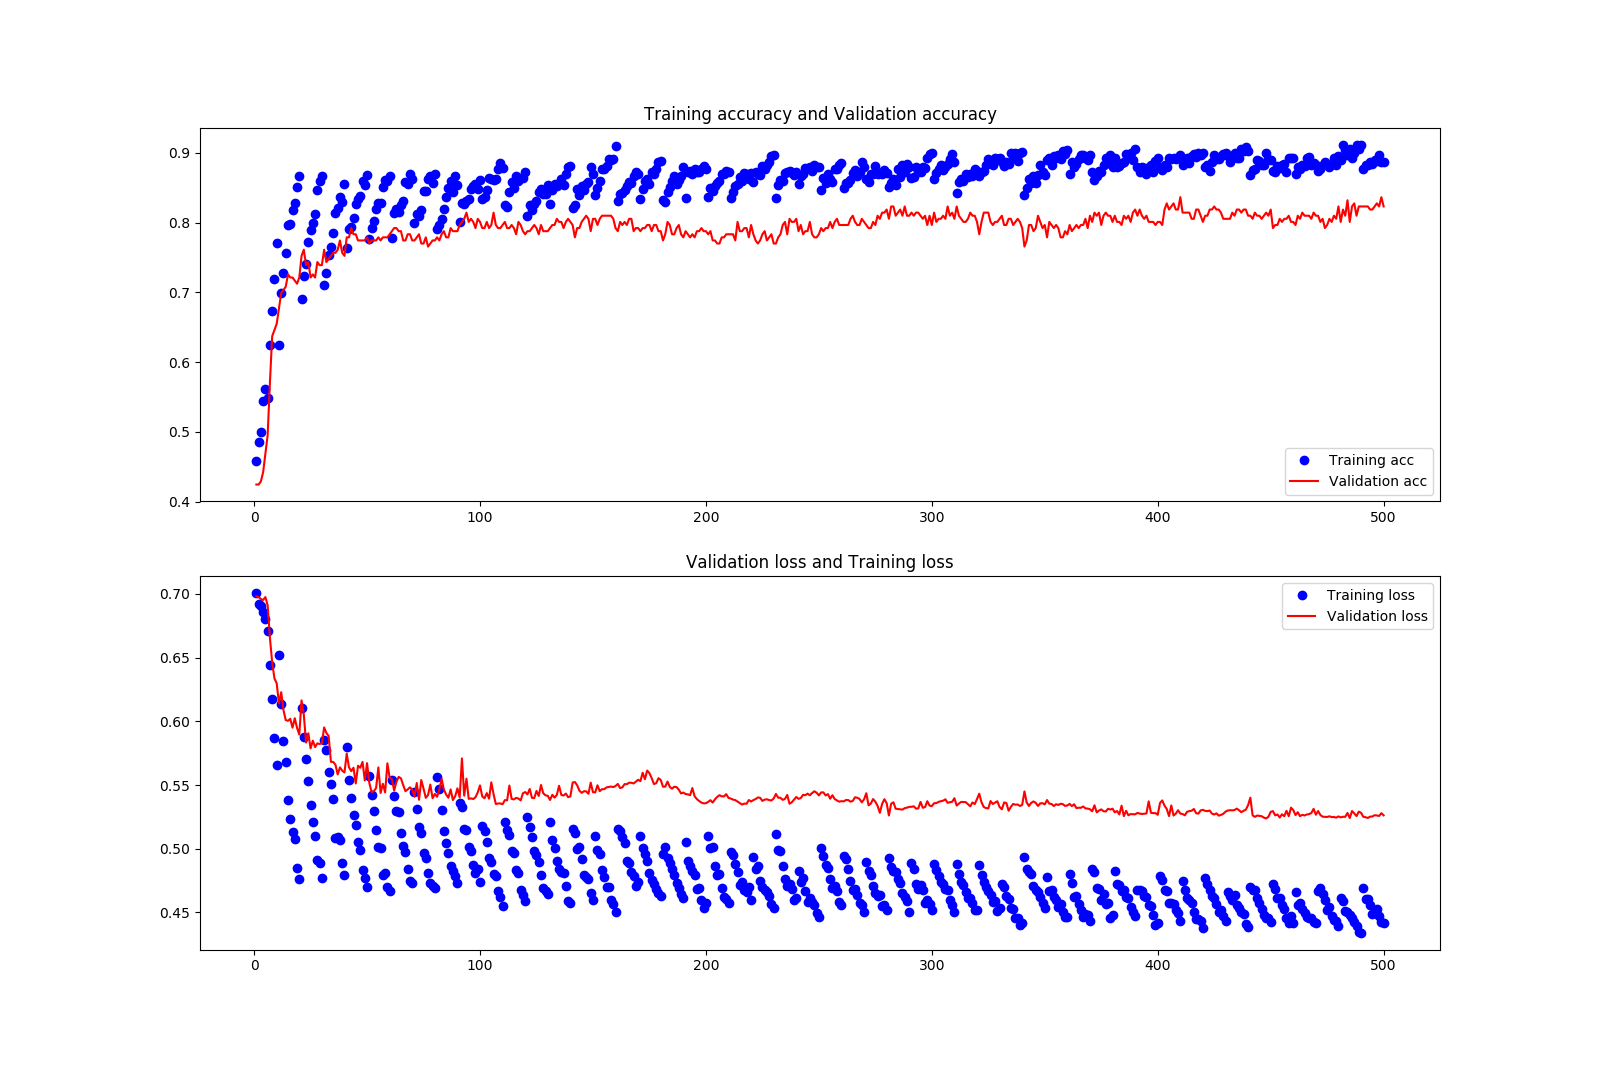 Training accuracy and Validation accuracy
0.9
0.8
0.7
0.6
0.5
0.4
Training acc
Validation acc
0 100 200 300 400 500
Validation loss and Training loss
0.70
0.65
0.60
0.55
0.50
0.45
Training loss
Validation loss
0 100 200 300 400 500